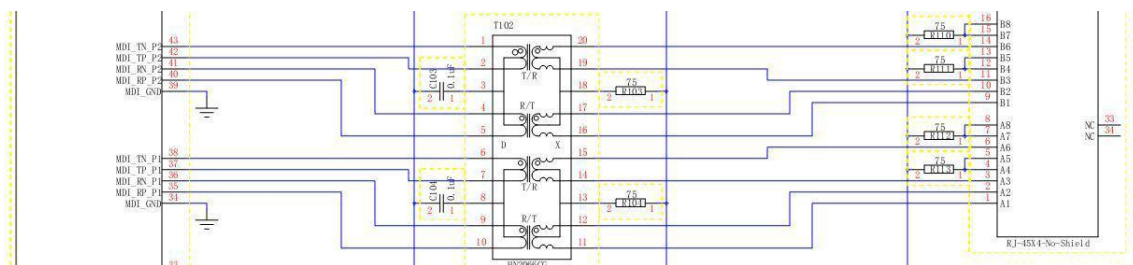 T102
MDI_TN_P2 43
MDI_TP_P2 42
MDI_RN_P2 41
MDI_RP_P2 40
MDI_GND 39
MDI_TN_P1 38
MDI_TP_P1 37
MDI_RN_P1 36
MDI_RP_P1 35
MDI_GND 34
33
C103
0.1uF
2 1
C104
0.1uF
2 1
1 20
2 19
T/R
3 18
4 R/T 17
5 16
D X
6 15
7 14
T/R
8 13
9 R/T 12
10 11
75
2 R103 1
75
2 R104 1
75
2 R110 1
75
2 R111 1
75
2 R112 1
75
2 R113 1
16 B8
15 B7
14 B6
13 B5
12 B4
11 B3
10 B2
9 B1
8 A8
7 A7
6 A6
5 A5
4 A4
3 A3
2 A2
1 A1
NC 33
NC 34
RJ-45X4-No-Shield